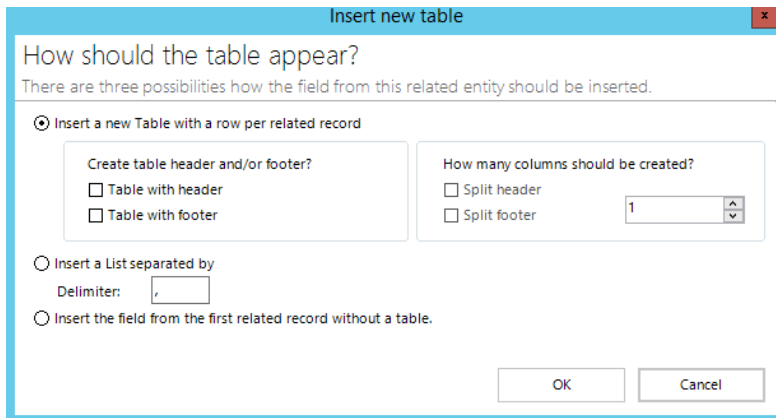 Insert new table
x
How should the table appear?
There are three possibilities how the field from this related entity should be inserted.
Insert a new Table with a row per related record
Create table header and/or footer?
Table with header
Table with footer
How many columns should be created?
Split header
Split footer
1
Insert a List separated by
Delimiter: ,
Insert the field from the first related record without a table.
OK
Cancel